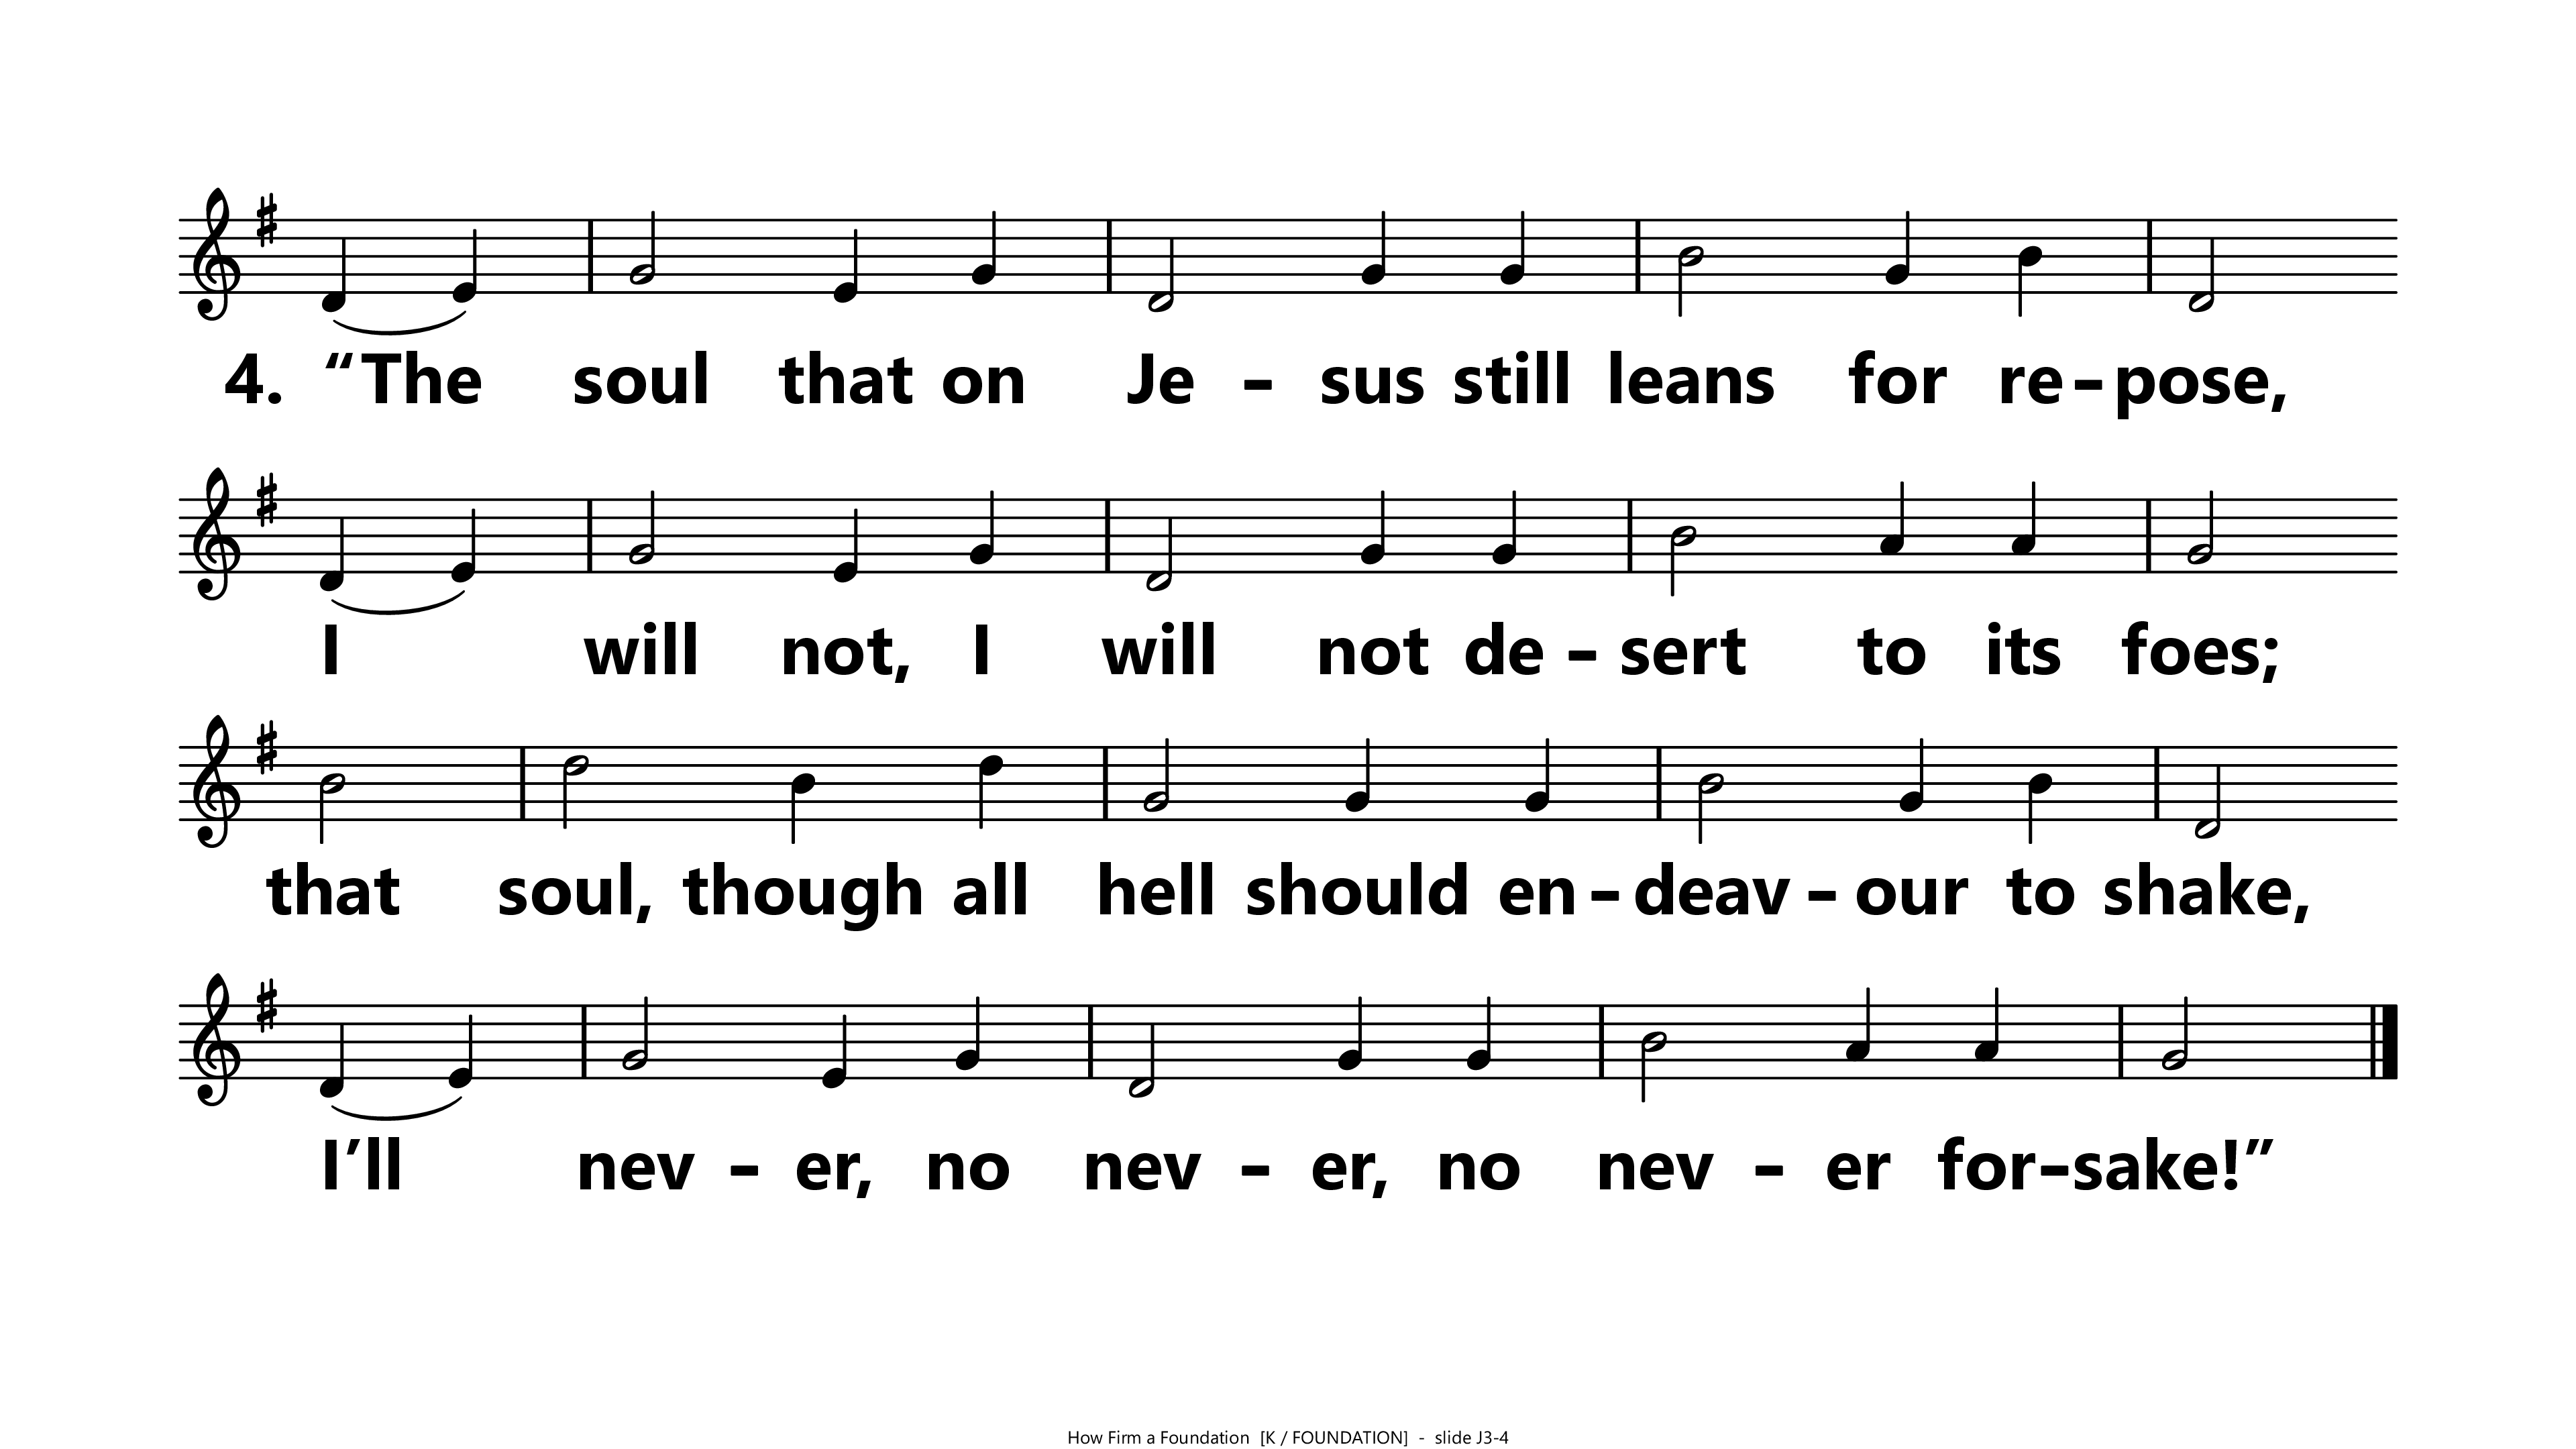 4. “The soul that on Je - sus still leans for re-pose,
I will not, I will not de - sert to its foes;
that soul, though all hell should en-deav - our to shake,
I’ll nev - er, no nev - er, no nev - er for-sake!”
How Firm a Foundation [K / FOUNDATION] - slide J3-4